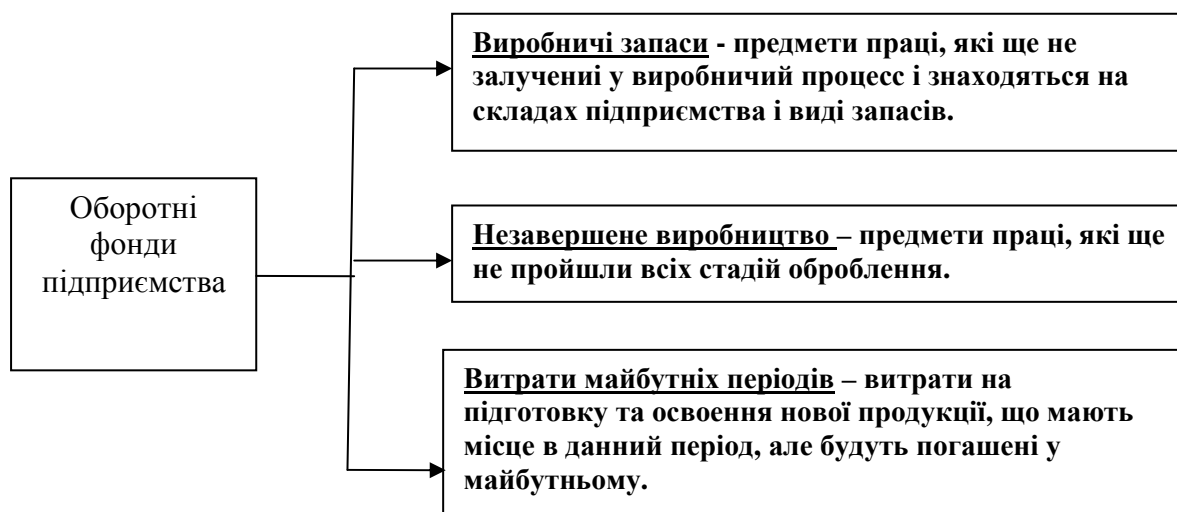 Виробничі запаси - предмети праці, які ще не
залучениі у виробничий процесс і знаходяться на
складах підприємства і виді запасів.
Оборотні
фонди
підприємства
Незавершене виробництво – предмети праці, які ще
не пройшли всіх стадій оброблення.
Витрати майбутніх періодів – витрати на
підготовку та освоення нової продукції, що мають
місце в данний період, але будуть погашені у
майбутньому.